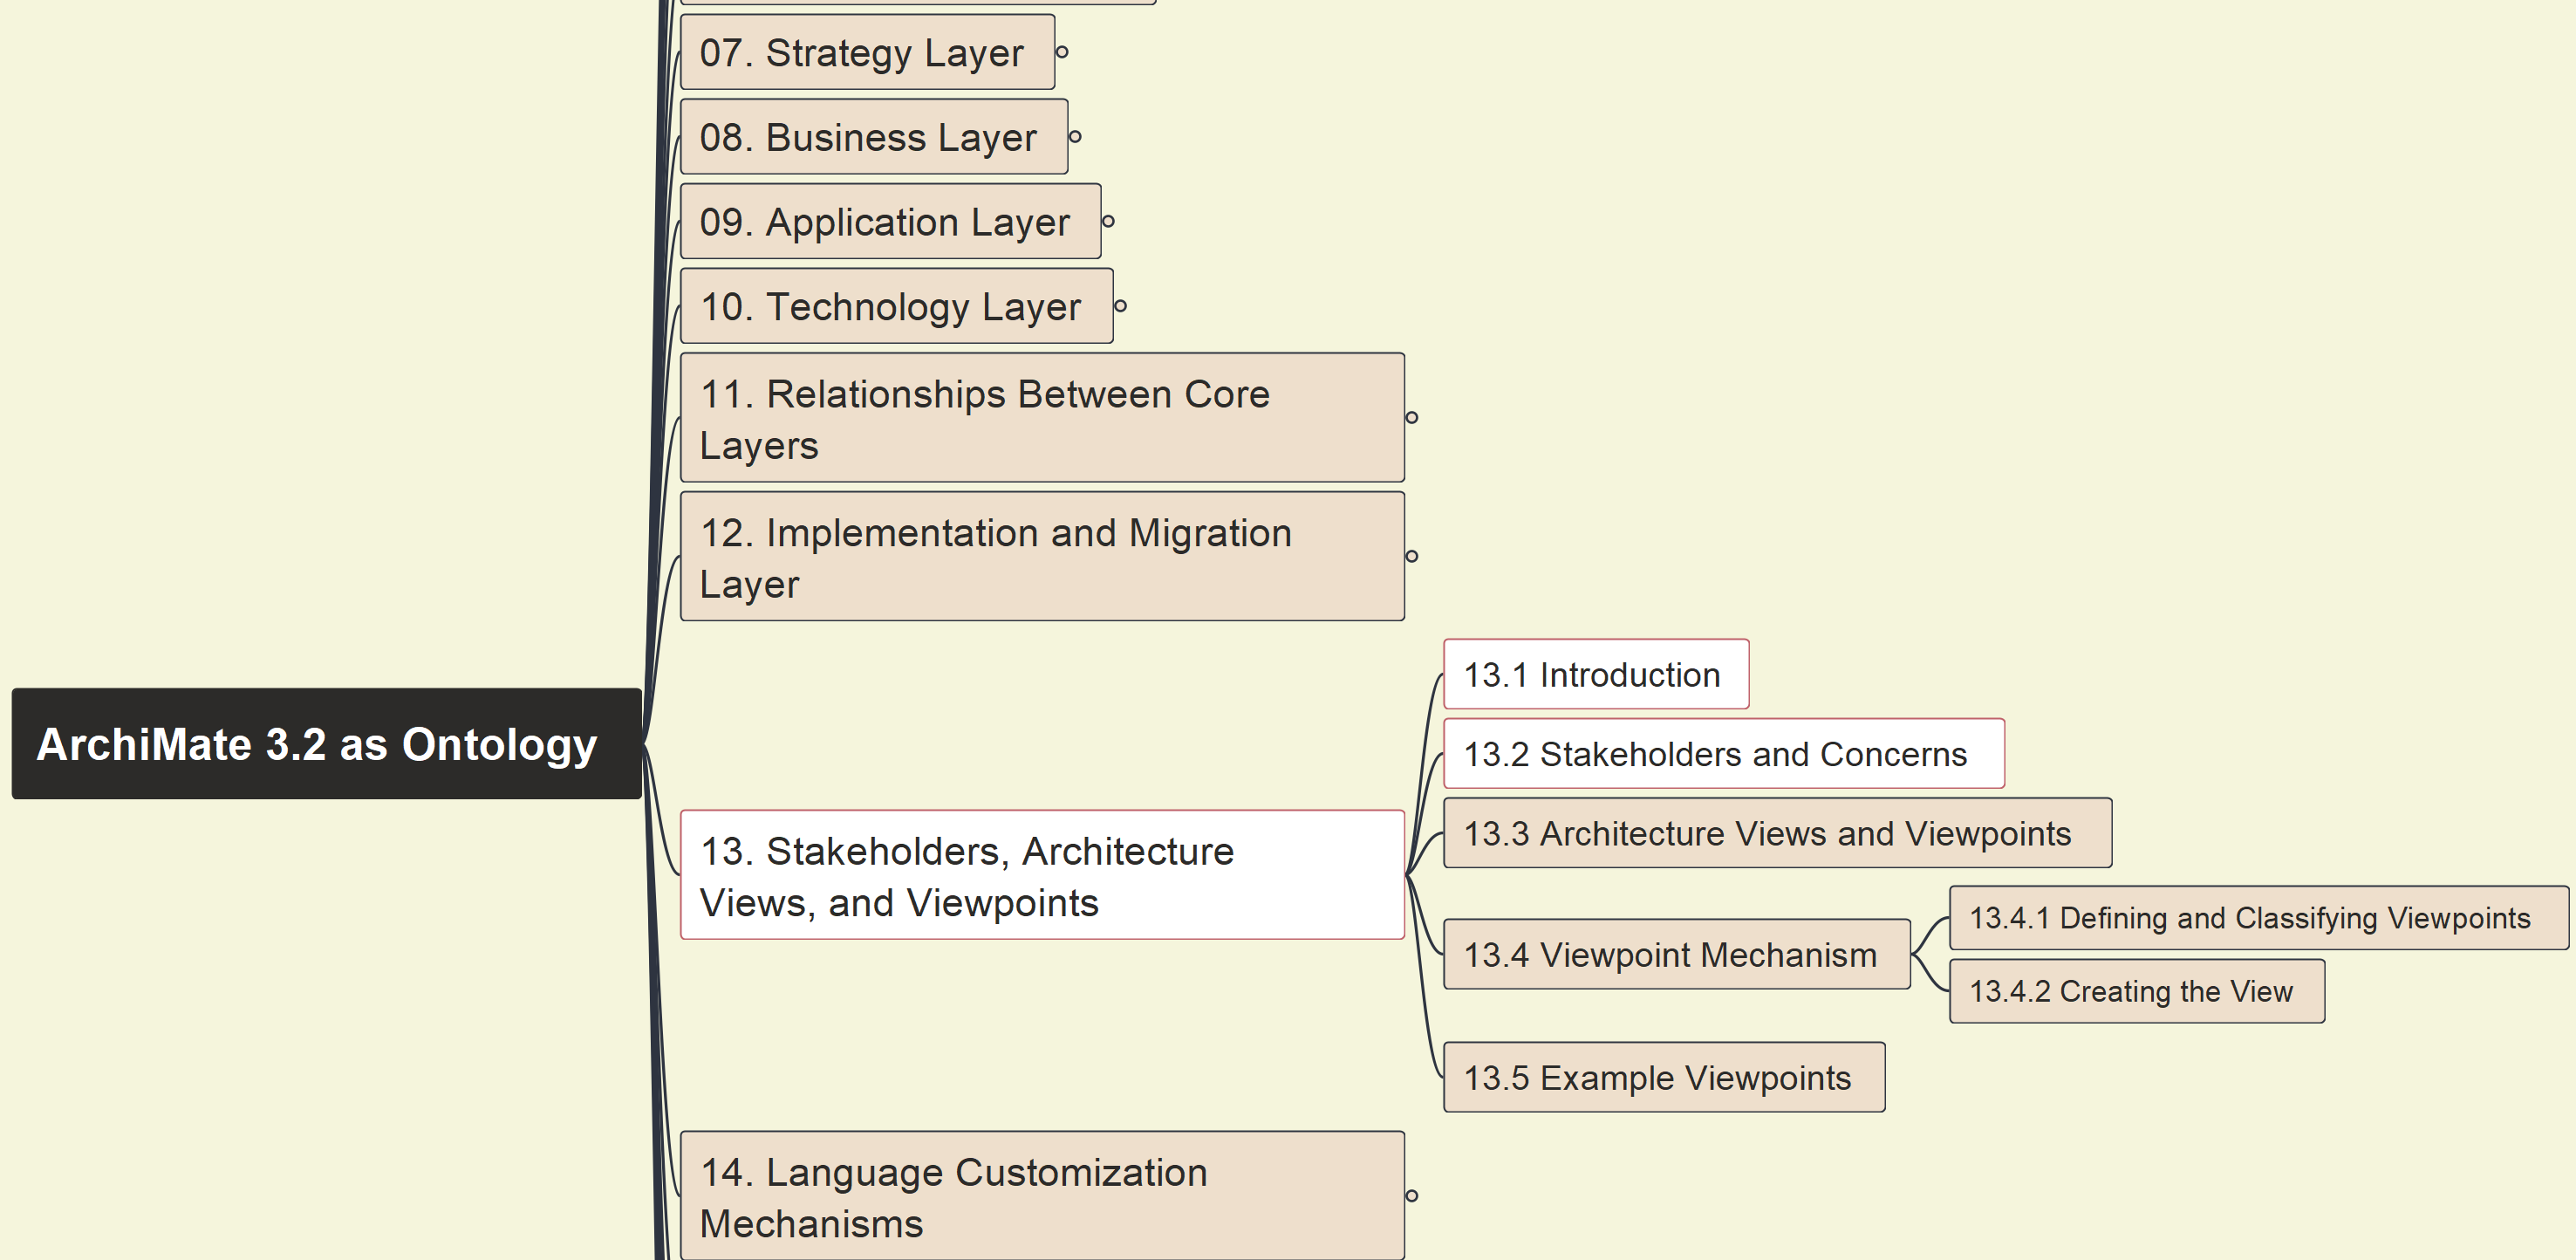 07. Strategy Layer
08. Business Layer
09. Application Layer
10. Technology Layer
11. Relationships Between Core
Layers
12. Implementation and Migration
Layer
ArchiMate 3.2 as Ontology
13. Stakeholders, Architecture
Views, and Viewpoints
13.1 Introduction
13.2 Stakeholders and Concerns
13.3 Architecture Views and Viewpoints
13.4 Viewpoint Mechanism
13.4.1 Defining and Classifying Viewpoints
13.4.2 Creating the View
13.5 Example Viewpoints
14. Language Customization
Mechanisms